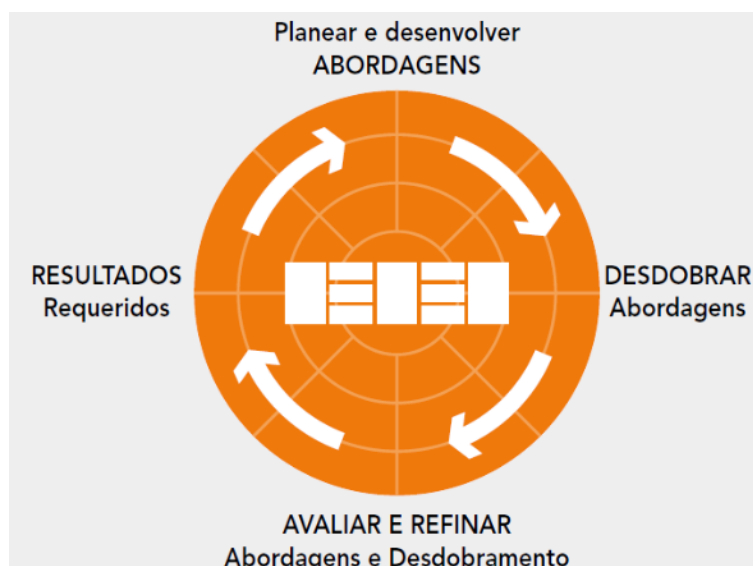 Planear e desenvolver
ABORDAGENS
RESULTADOS
Requeridos
DESDOBRAR
Abordagens
AVALIAR E REFINAR
Abordagens e Desdobramento